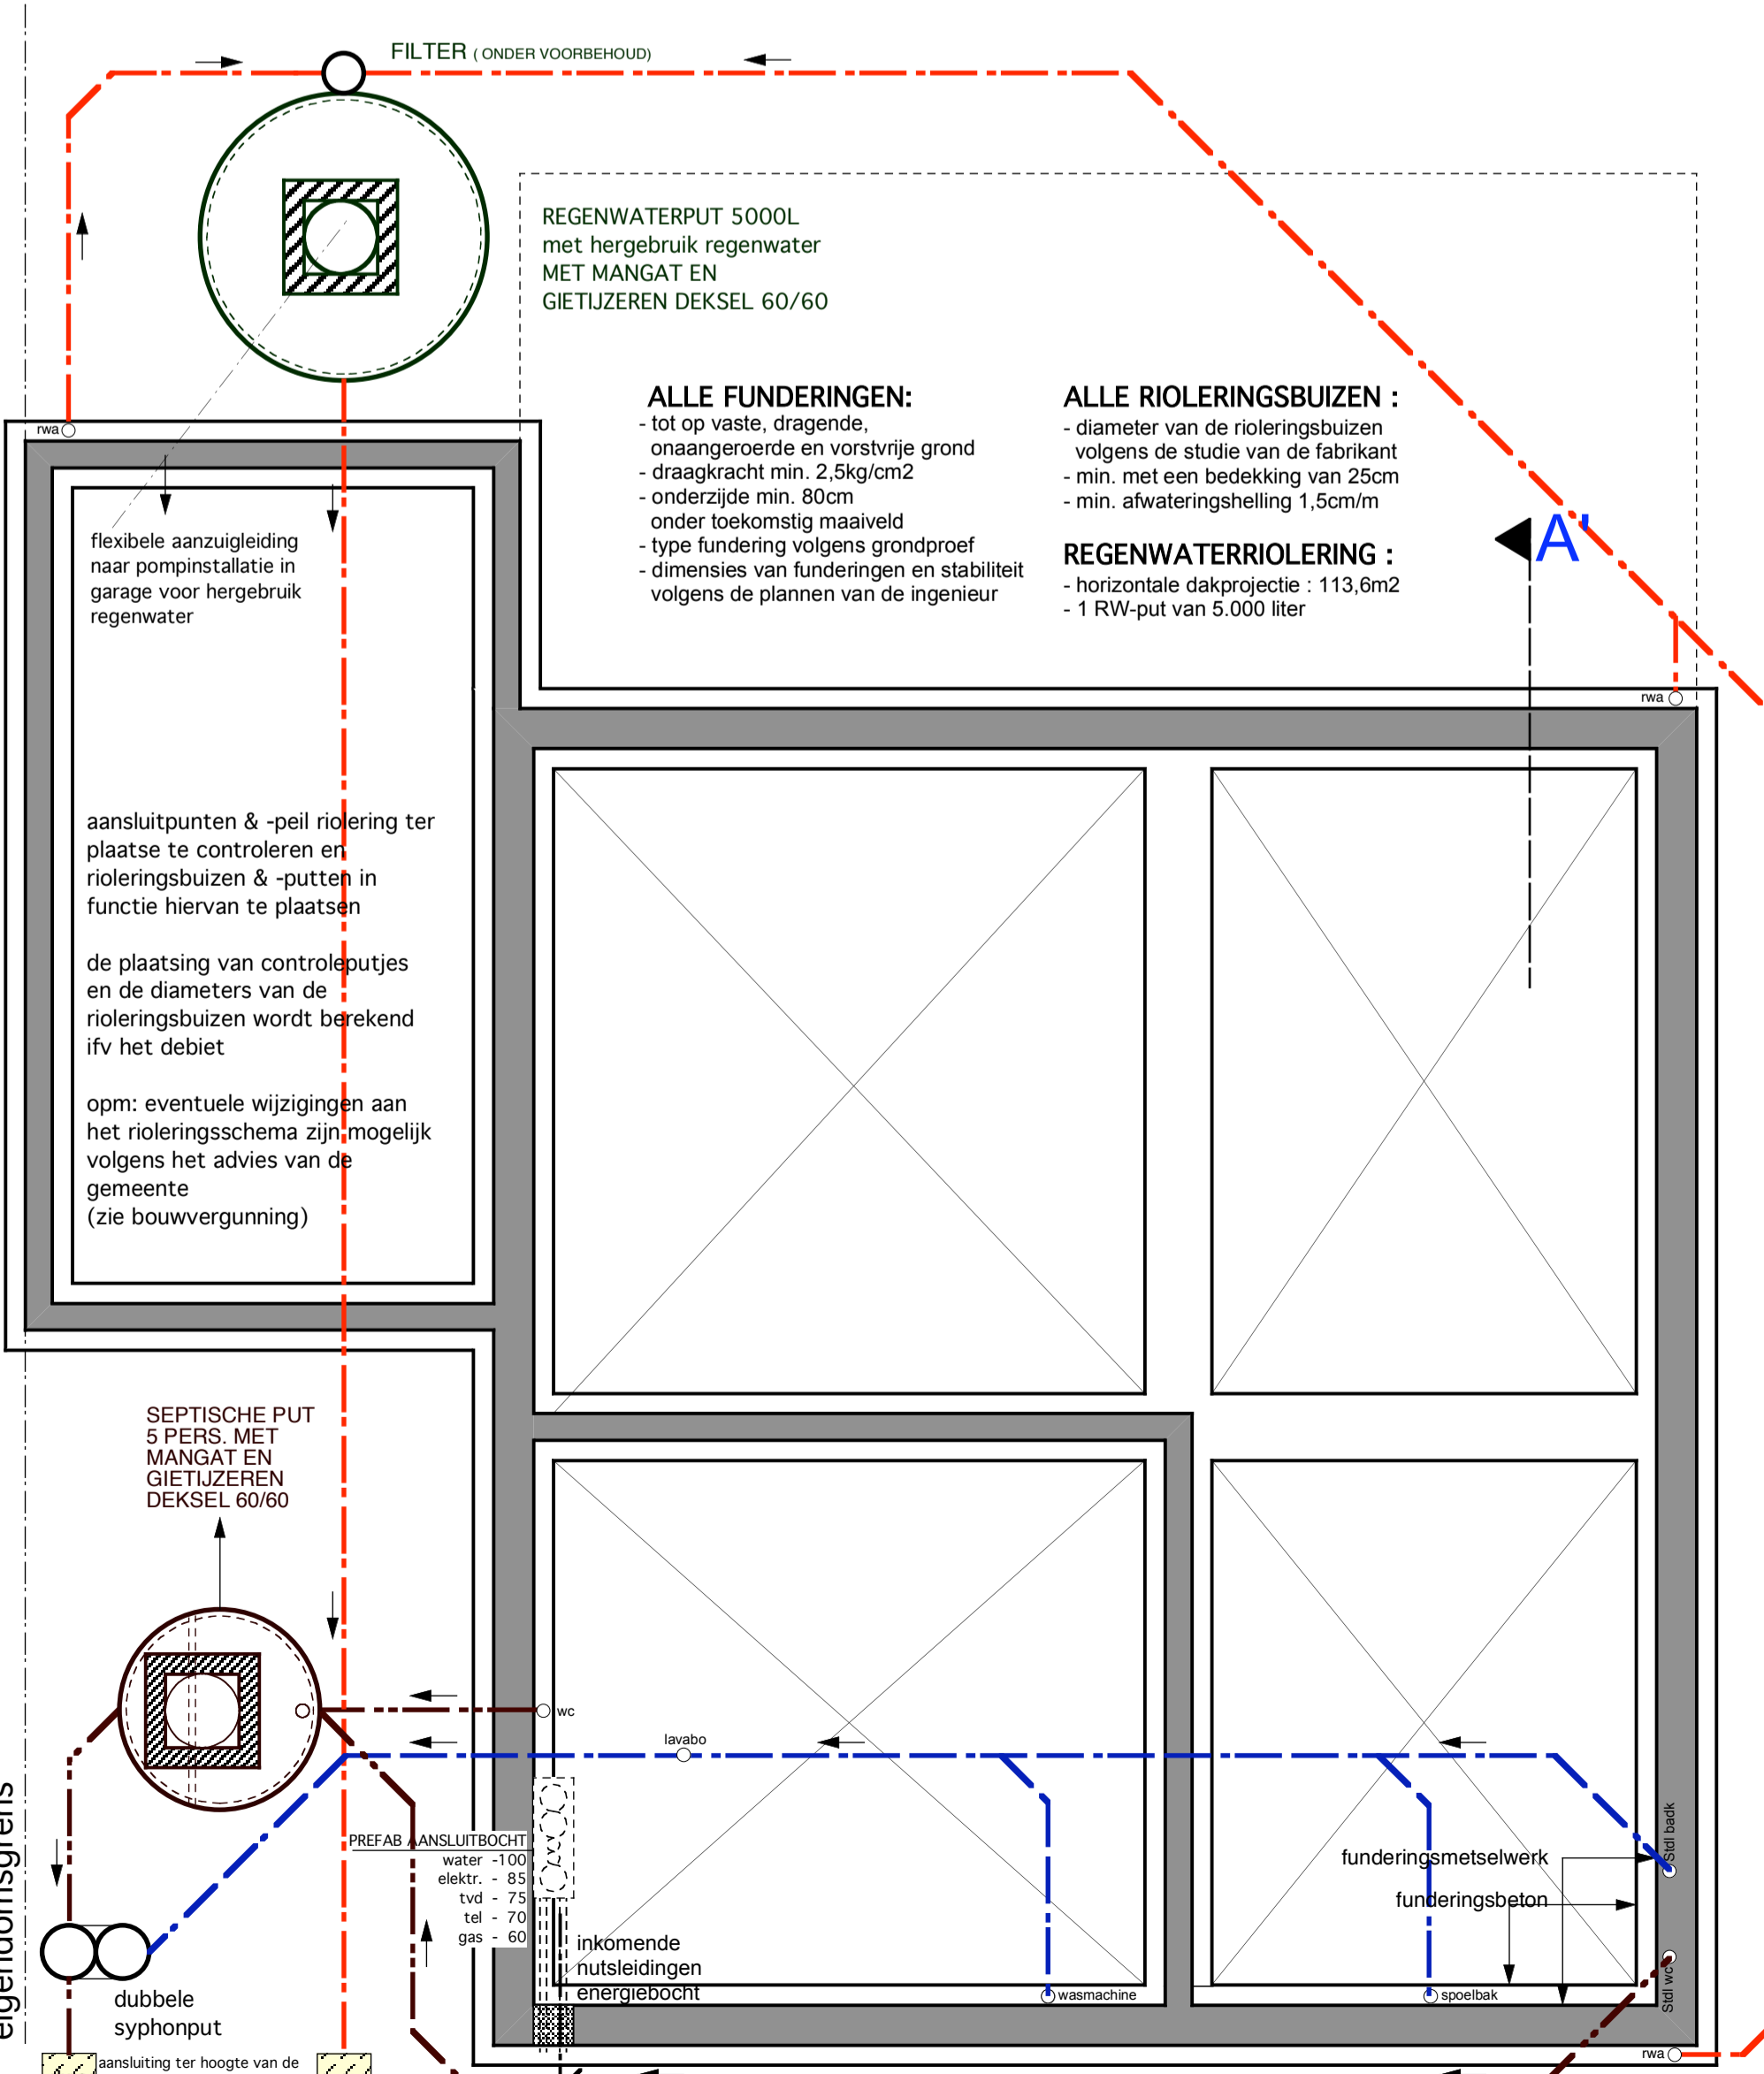 FILTER ( ONDER VOORBEHOUD)
REGENWATERPUT 5000L
met hergebruik regenwater
MET MANGAT EN
GIETIJZEREN DEKSEL 60/60
ALLE FUNDERINGEN:
- tot op vaste, dragende,
onaangeroerde en vorstvrije grond
- draagkracht min. 2,5kg/cm2
- onderzijde min. 80cm
onder toekomstig maaiveld
- type fundering volgens grondproef
- dimensies van funderingen en stabiliteit
volgens de plannen van de ingenieur
ALLE RIOLERINGSBUIZEN :
- diameter van de rioleringsbuizen
volgens de studie van de fabrikant
- min. met een bedekking van 25cm
- min. afwateringshelling 1,5cm/m
REGENWATERRIOLERING :
- horizontale dakprojectie : 113,6m2
- 1 RW-put van 5.000 liter
A'
rwa
rwa
flexibele aanzuigleiding
naar pompinstallatie in
garage voor hergebruik
regenwater
aansluitpunten & -peil riolering ter
plaatse te controleren en
rioleringsbuizen & -putten in
functie hiervan te plaatsen
de plaatsing van controleputjes
en de diameters van de
rioleringsbuizen wordt berekend
ifv het debiet
opm: eventuele wijzigingen aan
het rioleringsschema zijn mogelijk
volgens het advies van de
gemeente
(zie bouwvergunning)
SEPTISCHE PUT
5 PERS. MET
MANGAT EN
GIETIJZEREN
DEKSEL 60/60
wc
lavabo
PREFAB AANSLUITBOCHT
water -100
elektr. - 85
tvd - 75
tel - 70
gas - 60
inkomende
nutsleidingen
energiebocht
wasmachine
spoelbak
funderingsmetselwerk
funderingsbeton
Stdl badk
Stdl wc
rwa
eigendomsgrens
dubbele
syphonput
aansluiting ter hoogte van de